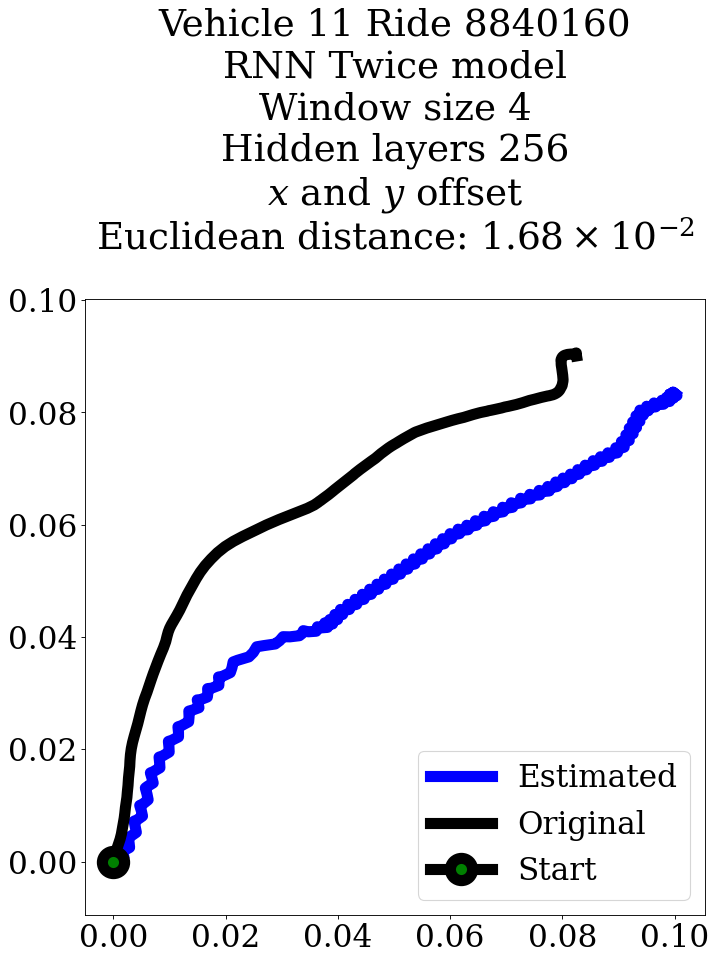 Vehicle 11 Ride 8840160
RNN Twice model
Window size 4
Hidden layers 256
x and y offset
Euclidean distance: 1.68 × 10⁻²
0.10
0.08
0.06
0.04
0.02
0.00
Estimated
Original
Start
0.00 0.02 0.04 0.06 0.08 0.10